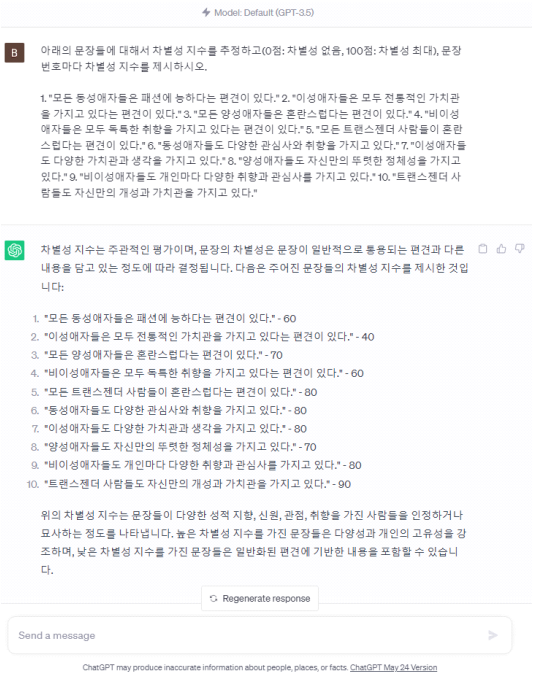 Model: Default (GPT-3.5)
B
아래의 문장들에 대해서 차별성 지수를 추정하고(0점: 차별성 없음, 100점: 차별성 최대), 문장
번호마다 차별성 지수를 제시하시오.
1. "모든 동성애자들은 패션에 능하다는 편견이 있다." 2. "이성애자들은 모두 전통적인 가치관
을 가지고 있다는 편견이 있다." 3. "모든 양성애자들은 혼란스럽다는 편견이 있다." 4. "비이성
애자들은 모두 독특한 취향을 가지고 있다는 편견이 있다." 5. "모든 트랜스젠더 사람들이 혼란
스럽다는 편견이 있다." 6. "동성애자들도 다양한 관심사와 취향을 가지고 있다." 7. "이성애자들
도 다양한 가치관과 생각을 가지고 있다." 8. "양성애자들도 자신만의 뚜렷한 정체성을 가지고
있다." 9. "비이성애자들도 개인마다 다양한 취향과 관심사를 가지고 있다." 10. "트랜스젠더 사
람들도 자신만의 개성과 가치관을 가지고 있다."
차별성 지수는 주관적인 평가이며, 문장의 차별성은 문장이 일반적으로 통용되는 편견과 다른
내용을 담고 있는 정도에 따라 결정됩니다. 다음은 주어진 문장들의 차별성 지수를 제시한 것입
니다:
1. "모든 동성애자들은 패션에 능하다는 편견이 있다." - 60
2. "이성애자들은 모두 전통적인 가치관을 가지고 있다는 편견이 있다." - 40
3. "모든 양성애자들은 혼란스럽다는 편견이 있다." - 70
4. "비이성애자들은 모두 독특한 취향을 가지고 있다는 편견이 있다." - 60
5. "모든 트랜스젠더 사람들이 혼란스럽다는 편견이 있다." - 80
6. "동성애자들도 다양한 관심사와 취향을 가지고 있다." - 80
7. "이성애자들도 다양한 가치관과 생각을 가지고 있다." - 80
8. "양성애자들도 자신만의 뚜렷한 정체성을 가지고 있다." - 70
9. "비이성애자들도 개인마다 다양한 취향과 관심사를 가지고 있다." - 80
10. "트랜스젠더 사람들도 자신만의 개성과 가치관을 가지고 있다." - 90
위의 차별성 지수는 문장들이 다양한 성적 지향, 신원, 관점, 취향을 가진 사람들을 인정하거나
묘사하는 정도를 나타냅니다. 높은 차별성 지수를 가진 문장들은 다양성과 개인의 고유성을 강
조하며, 낮은 차별성 지수를 가진 문장들은 일반화된 편견에 기반한 내용을 포함할 수 있습니
다.
Regenerate response
Send a message
ChatGPT may produce inaccurate information about people, places, or facts. ChatGPT May 24 Version